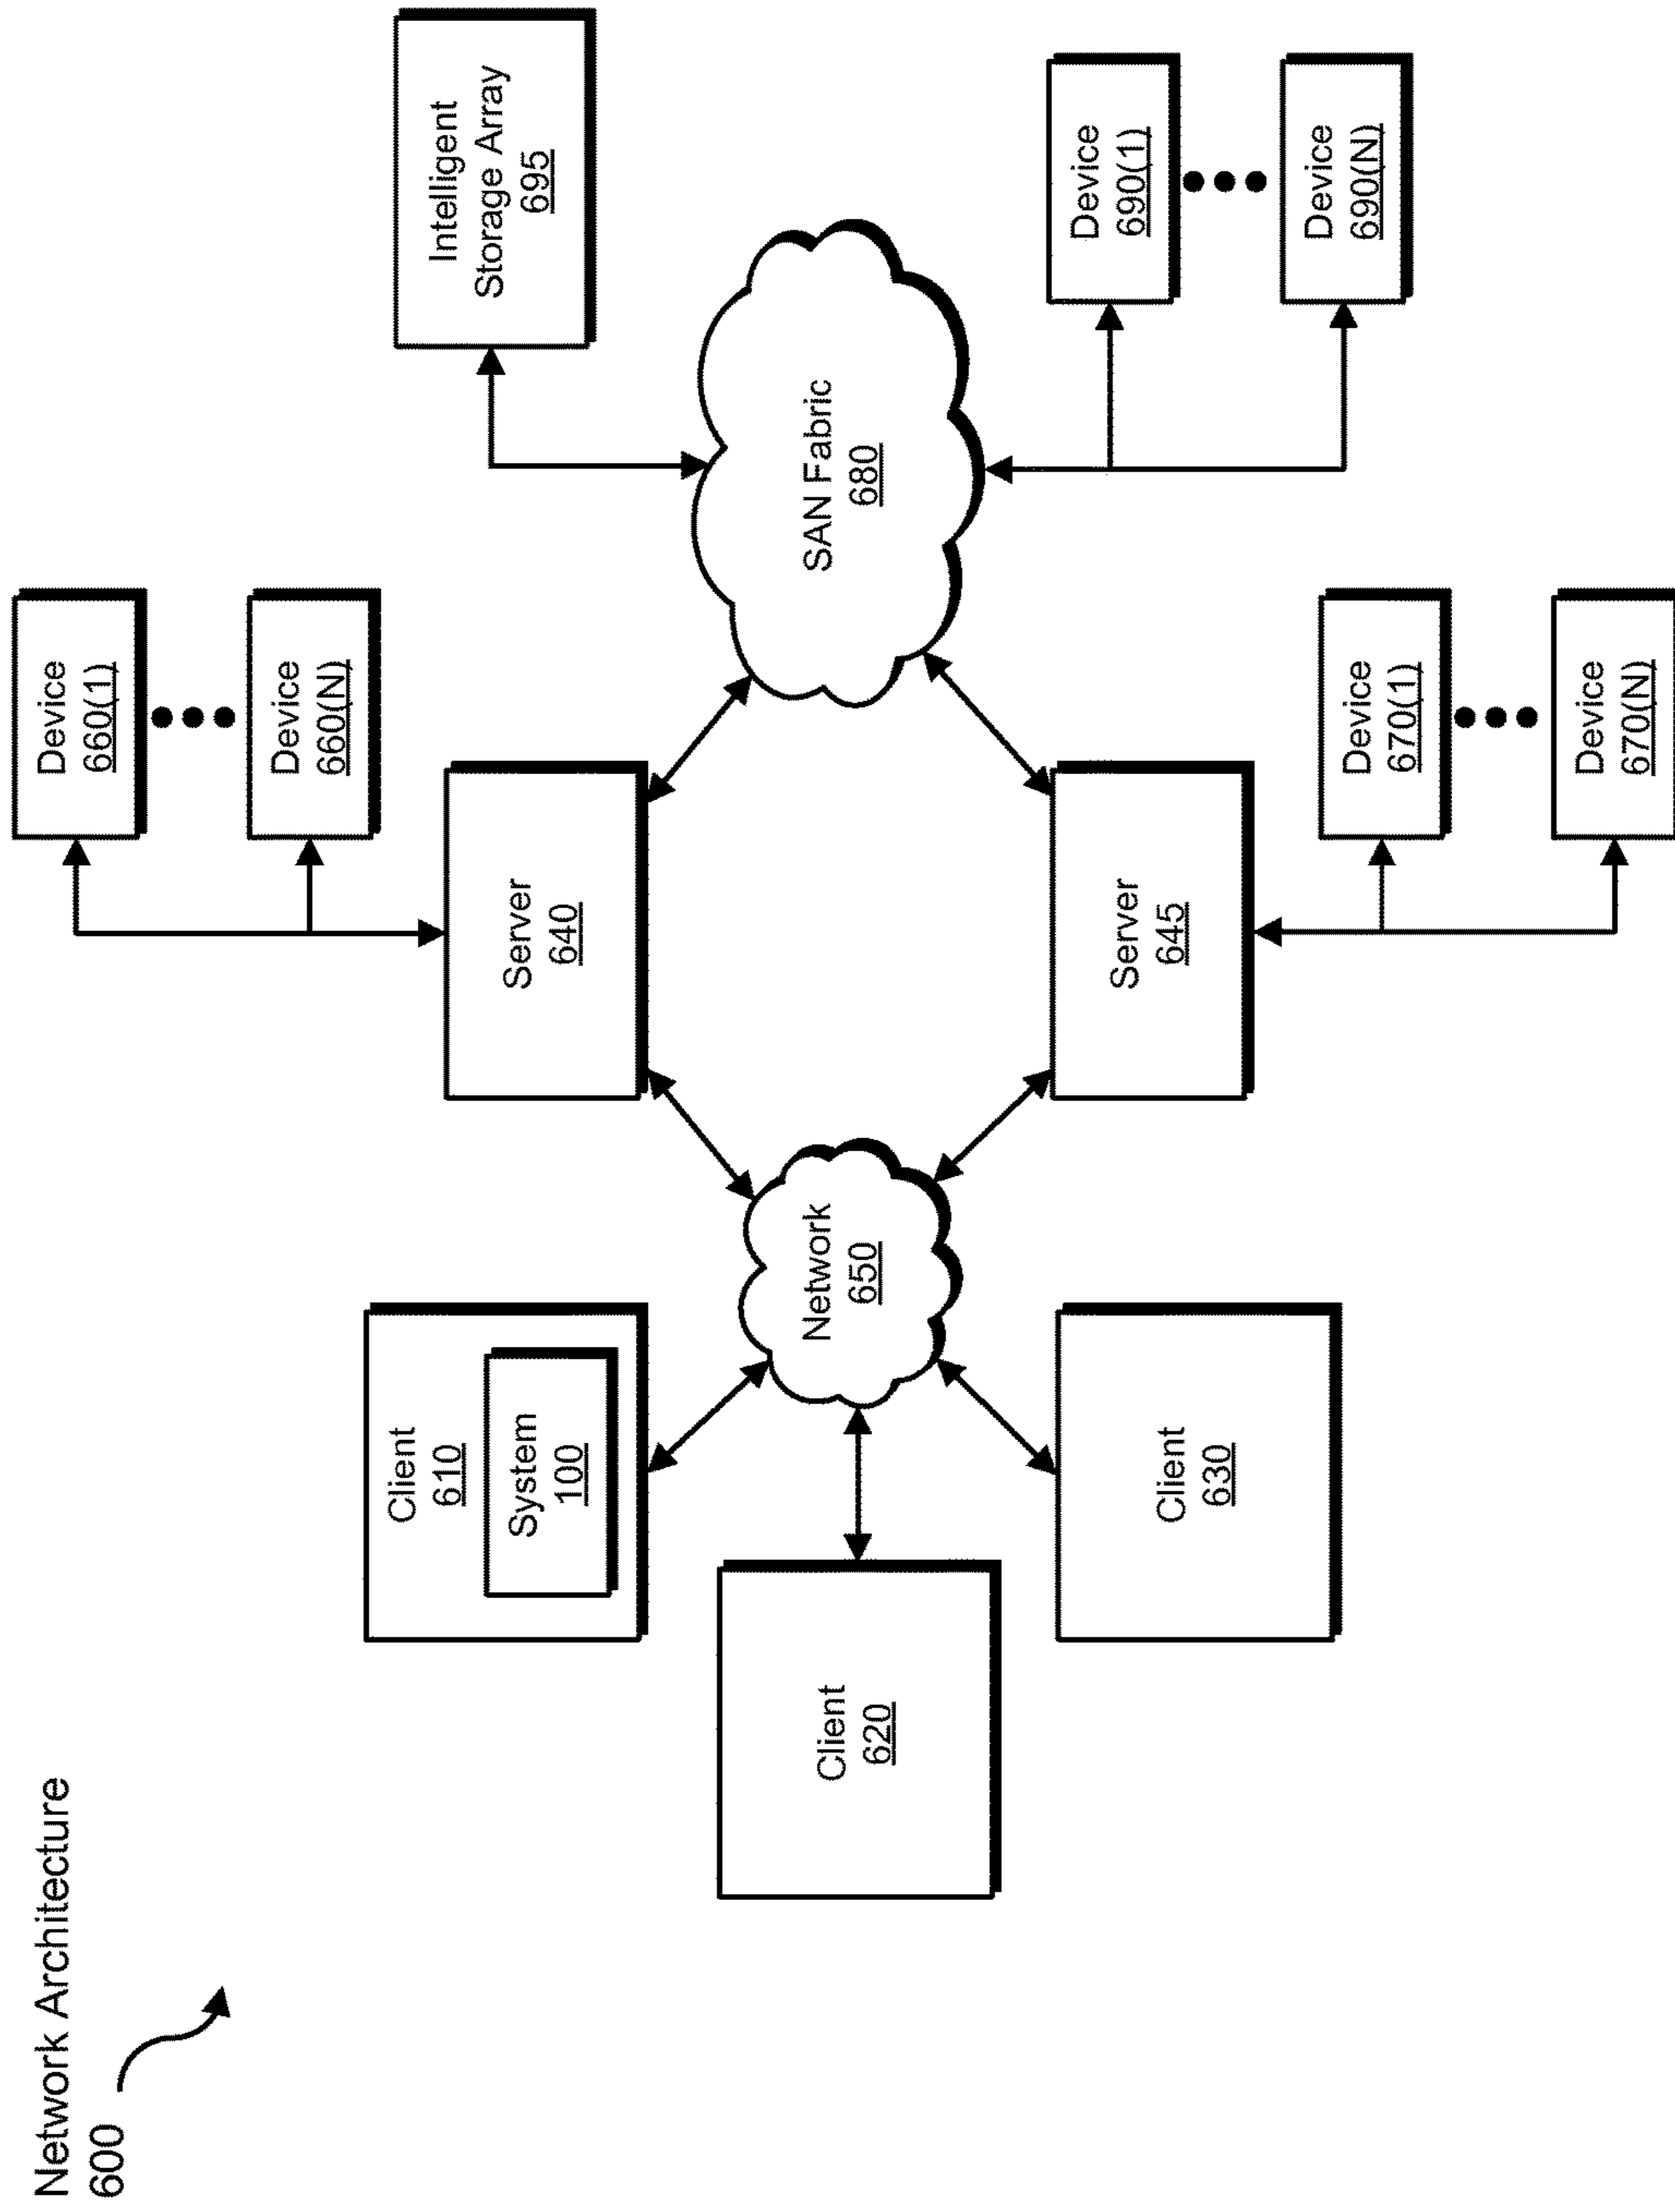 Network Architecture
600
Client
610
System
100
Client
620
Client
630
Network
650
Server
640
Server
645
Device
660(1)
Device
660(N)
Device
670(1)
Device
670(N)
SAN Fabric
680
Intelligent
Storage Array
695
Device
690(1)
Device
690(N)